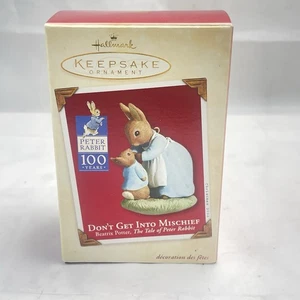 Hallmark
KEEPSAKE
ORNAMENT
PETER
RABBIT
100
YEARS
DON'T GET INTO MISCHIEF
Beatrix Potter, The Tale of Peter Rabbit
decoration des fêtes